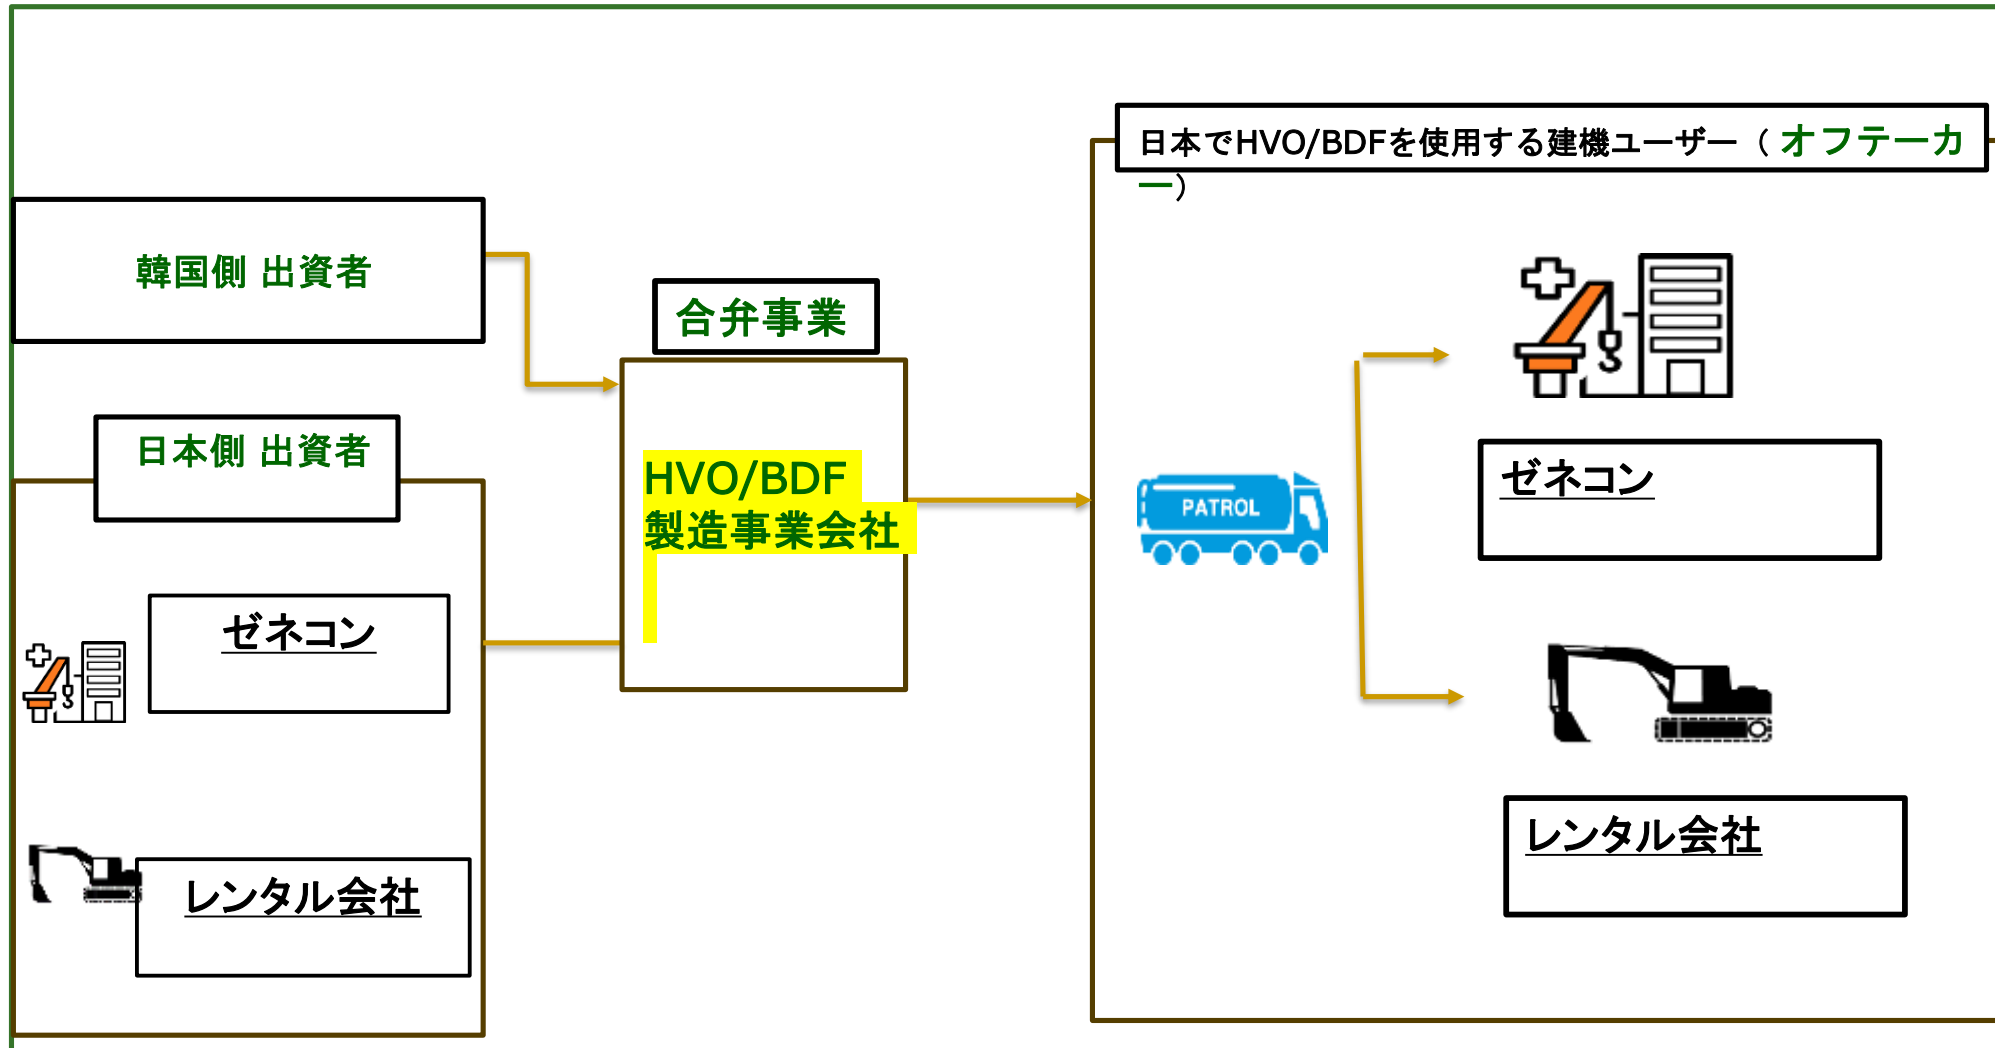 日本でHVO/BDFを使用する建機ユーザー（オフテーカ
ー）
韓国側 出資者
合弁事業
日本側 出資者
HVO/BDF
製造事業会社
PATROL
ゼネコン
ゼネコン
レンタル会社
レンタル会社